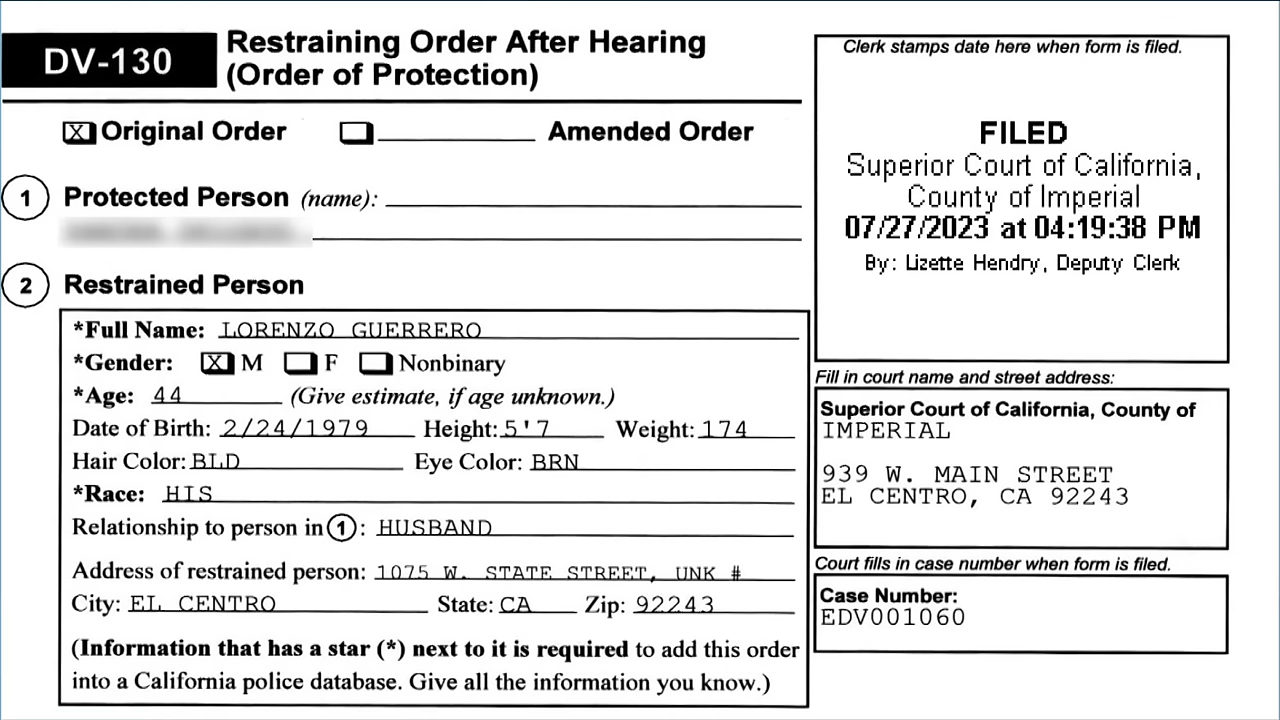 DV-130
Restraining Order After Hearing
(Order of Protection)
Clerk stamps date here when form is filed.
X Original Order
Amended Order
FILED
Superior Court of California,
County of Imperial
07/27/2023 at 04:19:38 PM
By: Lizette Hendry, Deputy Clerk
1 Protected Person (name):
2 Restrained Person
*Full Name: LORENZO GUERRERO
*Gender: X M F Nonbinary
*Age: 44 (Give estimate, if age unknown.)
Date of Birth: 2/24/1979 Height: 5'7 Weight: 174
Hair Color: BLD Eye Color: BRN
*Race: HIS
Relationship to person in 1: HUSBAND
Address of restrained person: 1075 W. STATE STREET, UNK #
City: EL CENTRO State: CA Zip: 92243
(Information that has a star (*) next to it is required to add this order
into a California police database. Give all the information you know.)
Fill in court name and street address:
Superior Court of California, County of
IMPERIAL
939 W. MAIN STREET
EL CENTRO, CA 92243
Court fills in case number when form is filed.
Case Number:
EDV001060